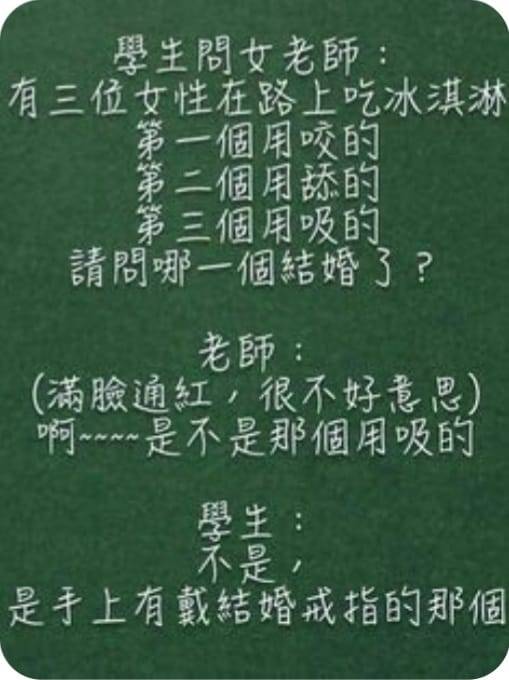 學生問女老師：
有三位女性在路上吃冰淇淋
第一個用咬的
第二個用舔的
第三個用吸的
請問哪一個結婚了？
老師：
(滿臉通紅，很不好意思)
啊~~~~是不是那個用吸的
學生：
不是，
是手上有戴結婚戒指的那個